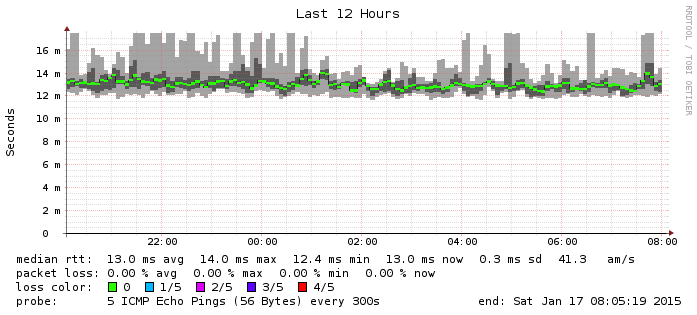 Last 12 Hours
RRDTOOL / TOBI OETIKER
Seconds
16 m
14 m
12 m
10 m
8 m
6 m
4 m
2 m
0
22:00 00:00 02:00 04:00 06:00 08:00
median rtt: 13.0 ms avg 14.0 ms max 12.4 ms min 13.0 ms now 0.3 ms sd 41.3 am/s
packet loss: 0.00 % avg 0.00 % max 0.00 % min 0.00 % now
loss color: 0 1/5 2/5 3/5 4/5
probe: 5 ICMP Echo Pings (56 Bytes) every 300s end: Sat Jan 17 08:05:19 2015